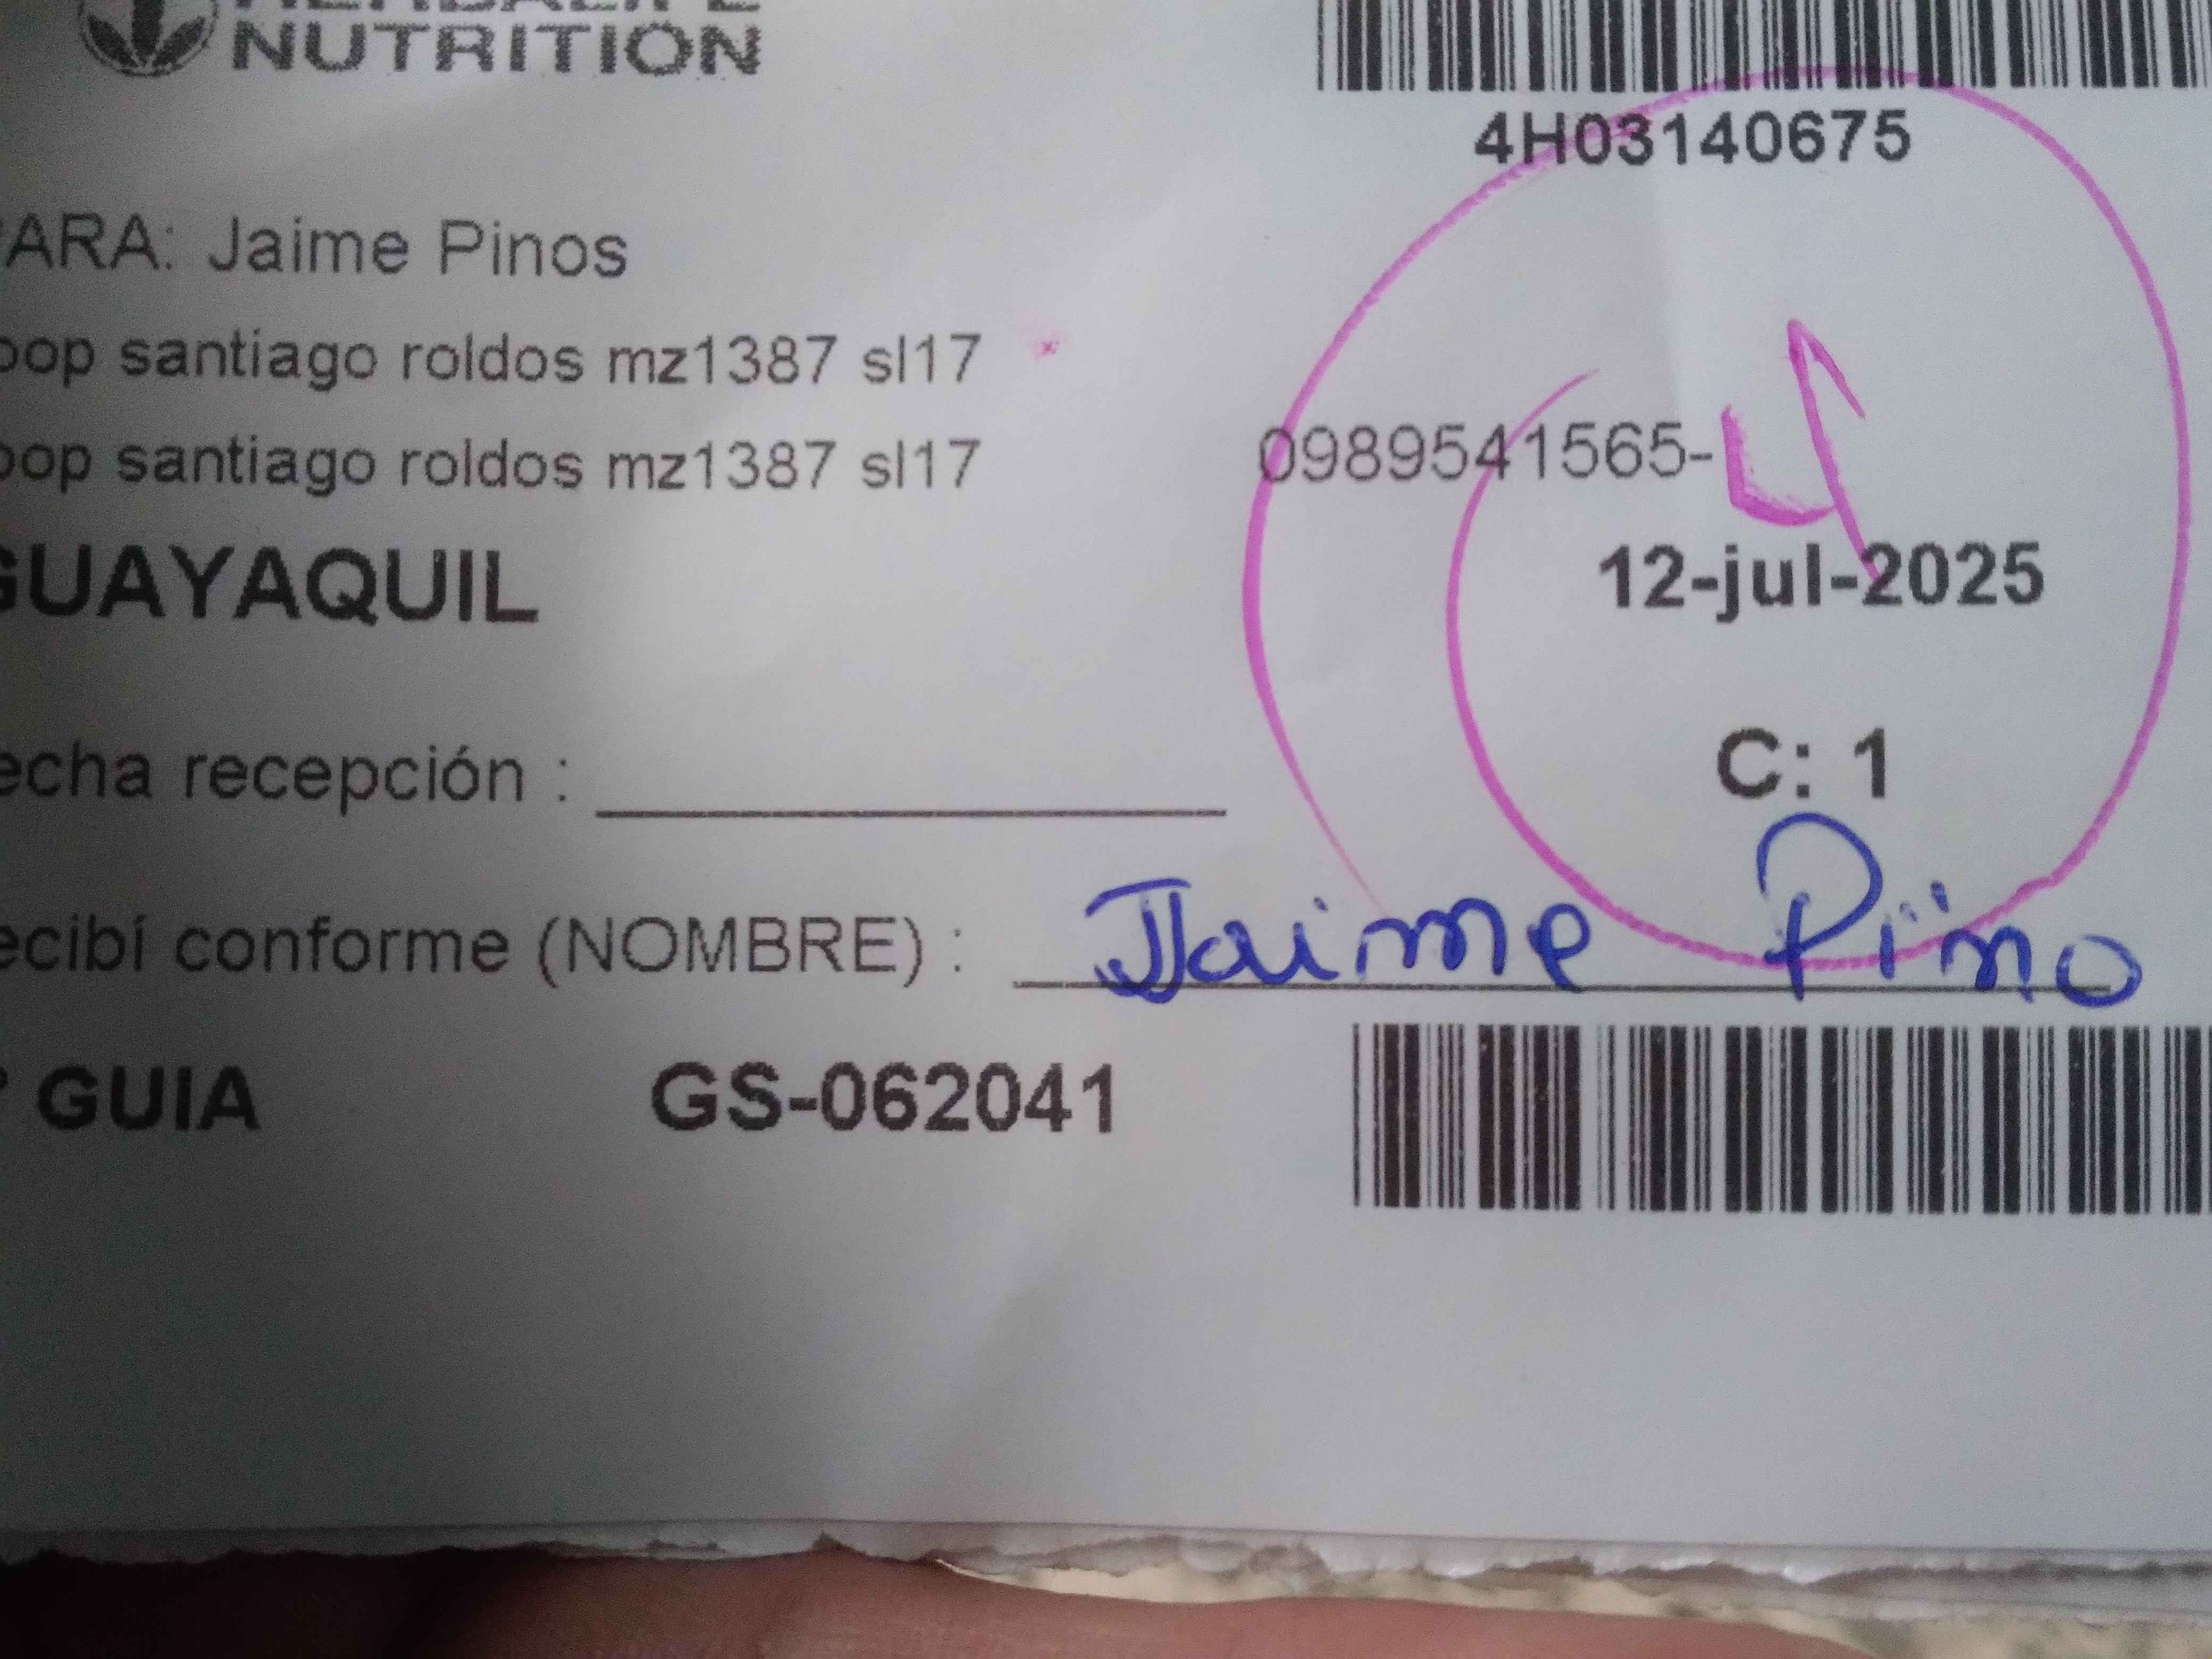 NUTRITION
4H03140675
PARA: Jaime Pinos
oop santiago roldos mz1387 sl17
oop santiago roldos mz1387 sl17
0989541565-
GUAYAQUIL
12-jul-2025
C: 1
echa recepción :
ecibí conforme (NOMBRE) : Jaime Pino
GUIA GS-062041